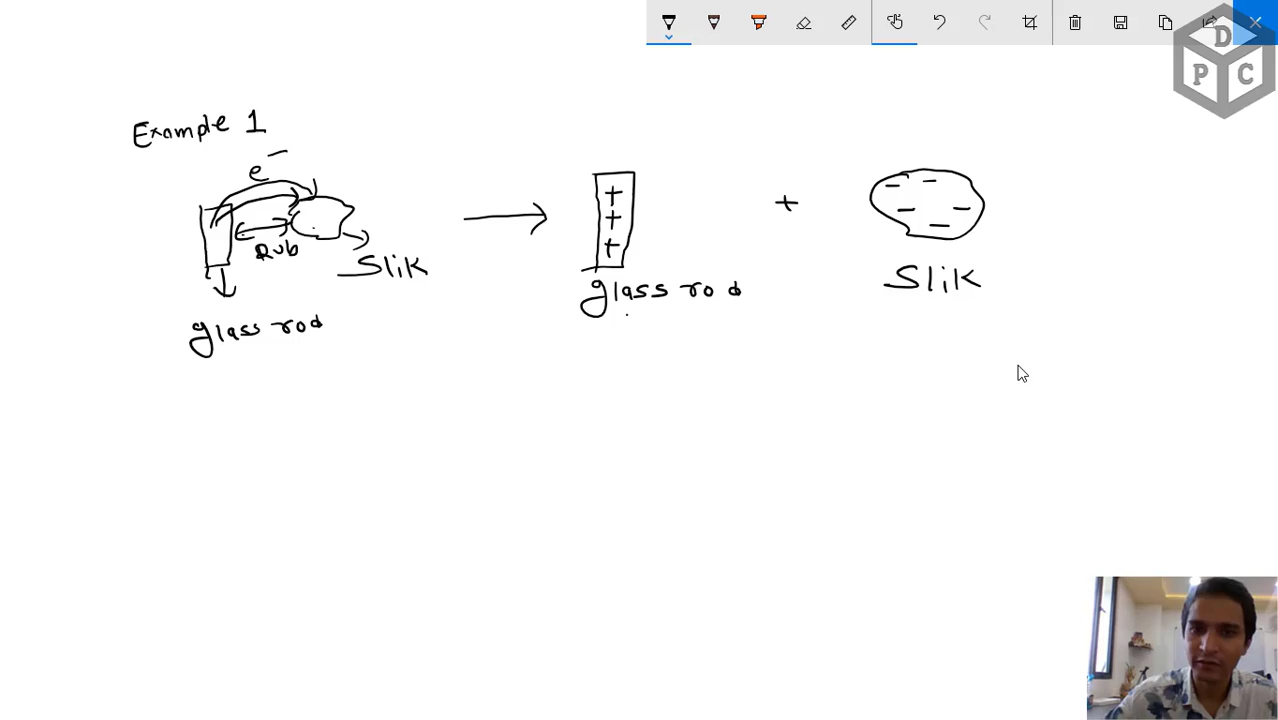 Example 1
e-
Rub
Slik
glass rod
+
+
+
glass rod
+
Slik
D
P C